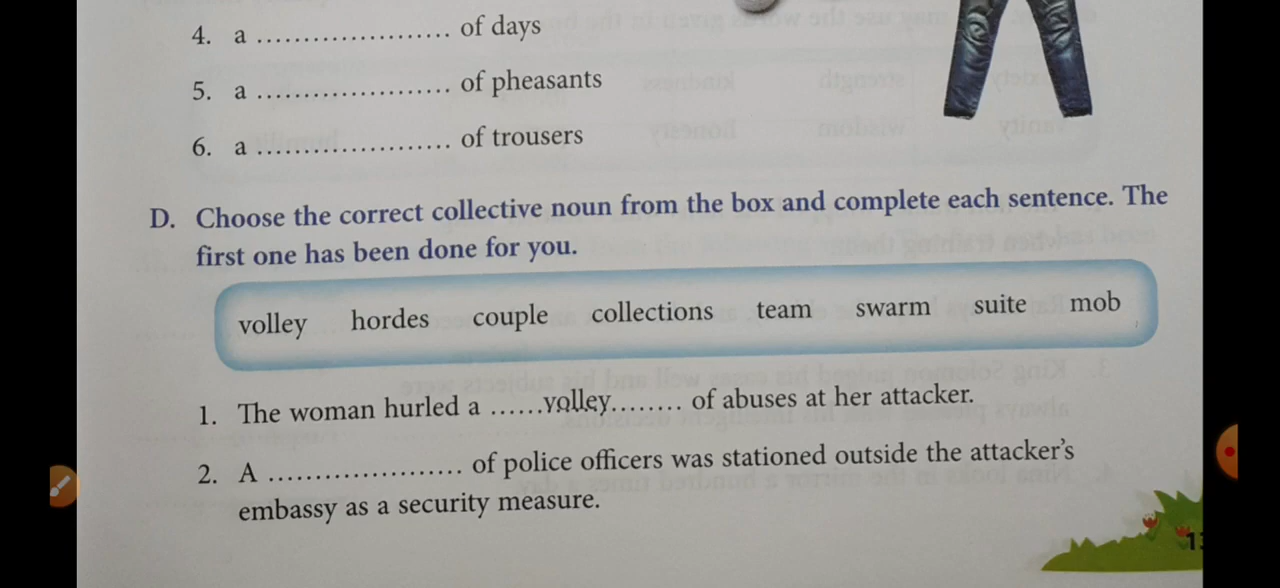 4. a .................... of days
5. a .................... of pheasants
6. a .................... of trousers
D. Choose the correct collective noun from the box and complete each sentence. The
first one has been done for you.
volley hordes couple collections team swarm suite mob
1. The woman hurled a ......volley........ of abuses at her attacker.
2. A .................... of police officers was stationed outside the attacker's
embassy as a security measure.